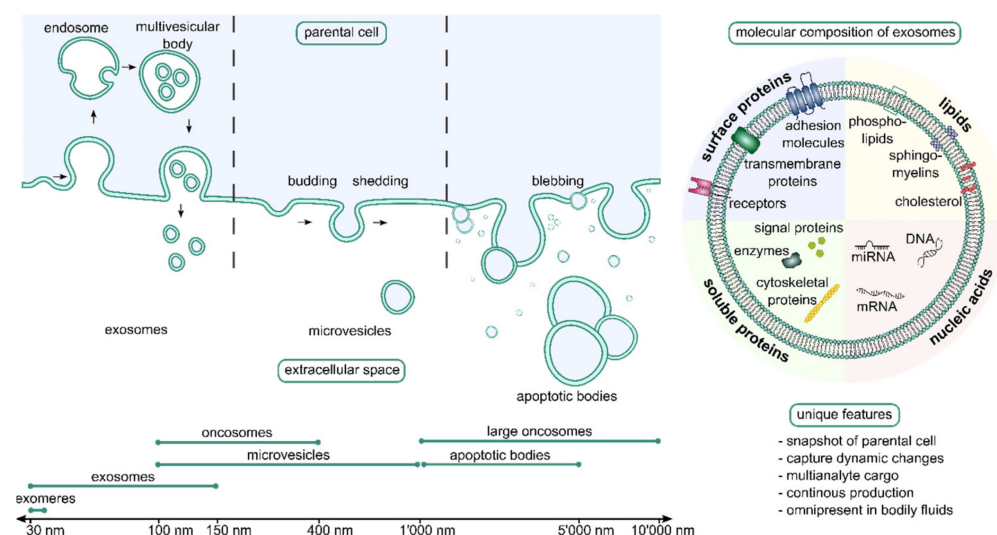 endosome
multivesicular
body
parental cell
budding
shedding
blebbing
exosomes
microvesicles
extracellular space
apoptotic bodies
oncosomes
large oncosomes
microvesicles
apoptotic bodies
exosomes
exomeres
30 nm
100 nm
150 nm
400 nm
1'000 nm
5'000 nm
10'000 nm
molecular composition of exosomes
surface proteins
lipids
adhesion
molecules
phospho-
lipids
transmembrane
proteins
sphingo-
myelins
receptors
cholesterol
signal proteins
enzymes
cytoskeletal
proteins
miRNA
DNA
mRNA
soluble proteins
nucleic acids
unique features
- snapshot of parental cell
- capture dynamic changes
- multianalyte cargo
- continous production
- omnipresent in bodily fluids